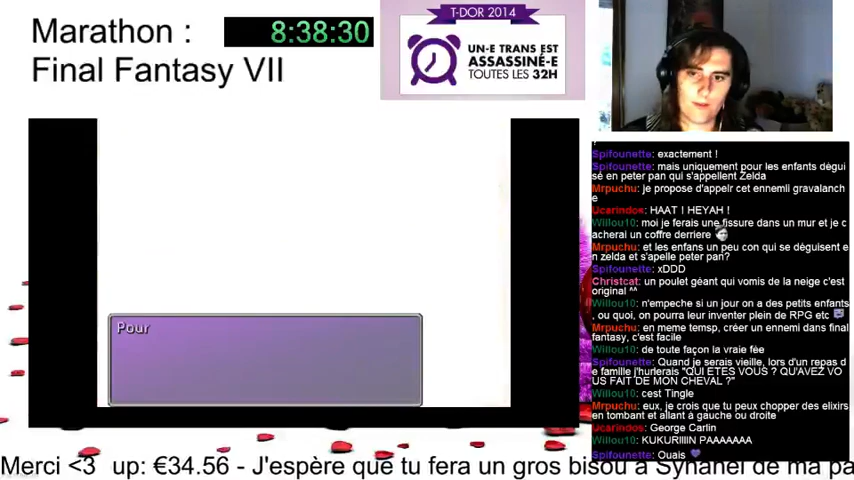 Marathon :
Final Fantasy VII
8:38:30
T-DOR 2014
UN-E TRANS EST
ASSASSINÉ-E
TOUTES LES 32H
Pour
?
Spifounette: exactement !
Spifounette: mais uniquement pour les enfants dégui
sé en peter pan qui s'appellent Zelda
Mrpuchu: je propose d'appelr cet ennemli gravalanch
e
Ucarindos: HAAT ! HEYAH !
Willou10: moi je ferais une fissure dans un mur et je c
acherai un coffre derriere
Mrpuchu: et les enfans un peu con qui se déguisent e
n zelda et s'apelle peter pan?
Spifounette: xDDD
Christcat: un poulet géant qui vomis de la neige c'est
original ^^
Willou10: n'empeche si un jour on a des petits enfants
, ou quoi, on pourra leur inventer plein de RPG etc
Mrpuchu: en meme temsp, créer un ennemi dans final
fantasy, c'est facile
Willou10: de toute façon la vraie fée
Spifounette: Quand je serais vieille, lors d'un repas d
e famille j'hurlerais "QUI ETES VOUS ? QU'AVEZ VO
US FAIT DE MON CHEVAL ?"
Willou10: cest Tingle
Mrpuchu: eux, je crois que tu peux chopper des elixirs
en tombant et allant à gauche ou droite
Ucarindos: George Carlin
Willou10: KUKURIIIIN PAAAAAAA
Spifounette: Ouais
Merci <3 up: €34.56 - J'espère que tu fera un gros bisou a Synanel de ma pa